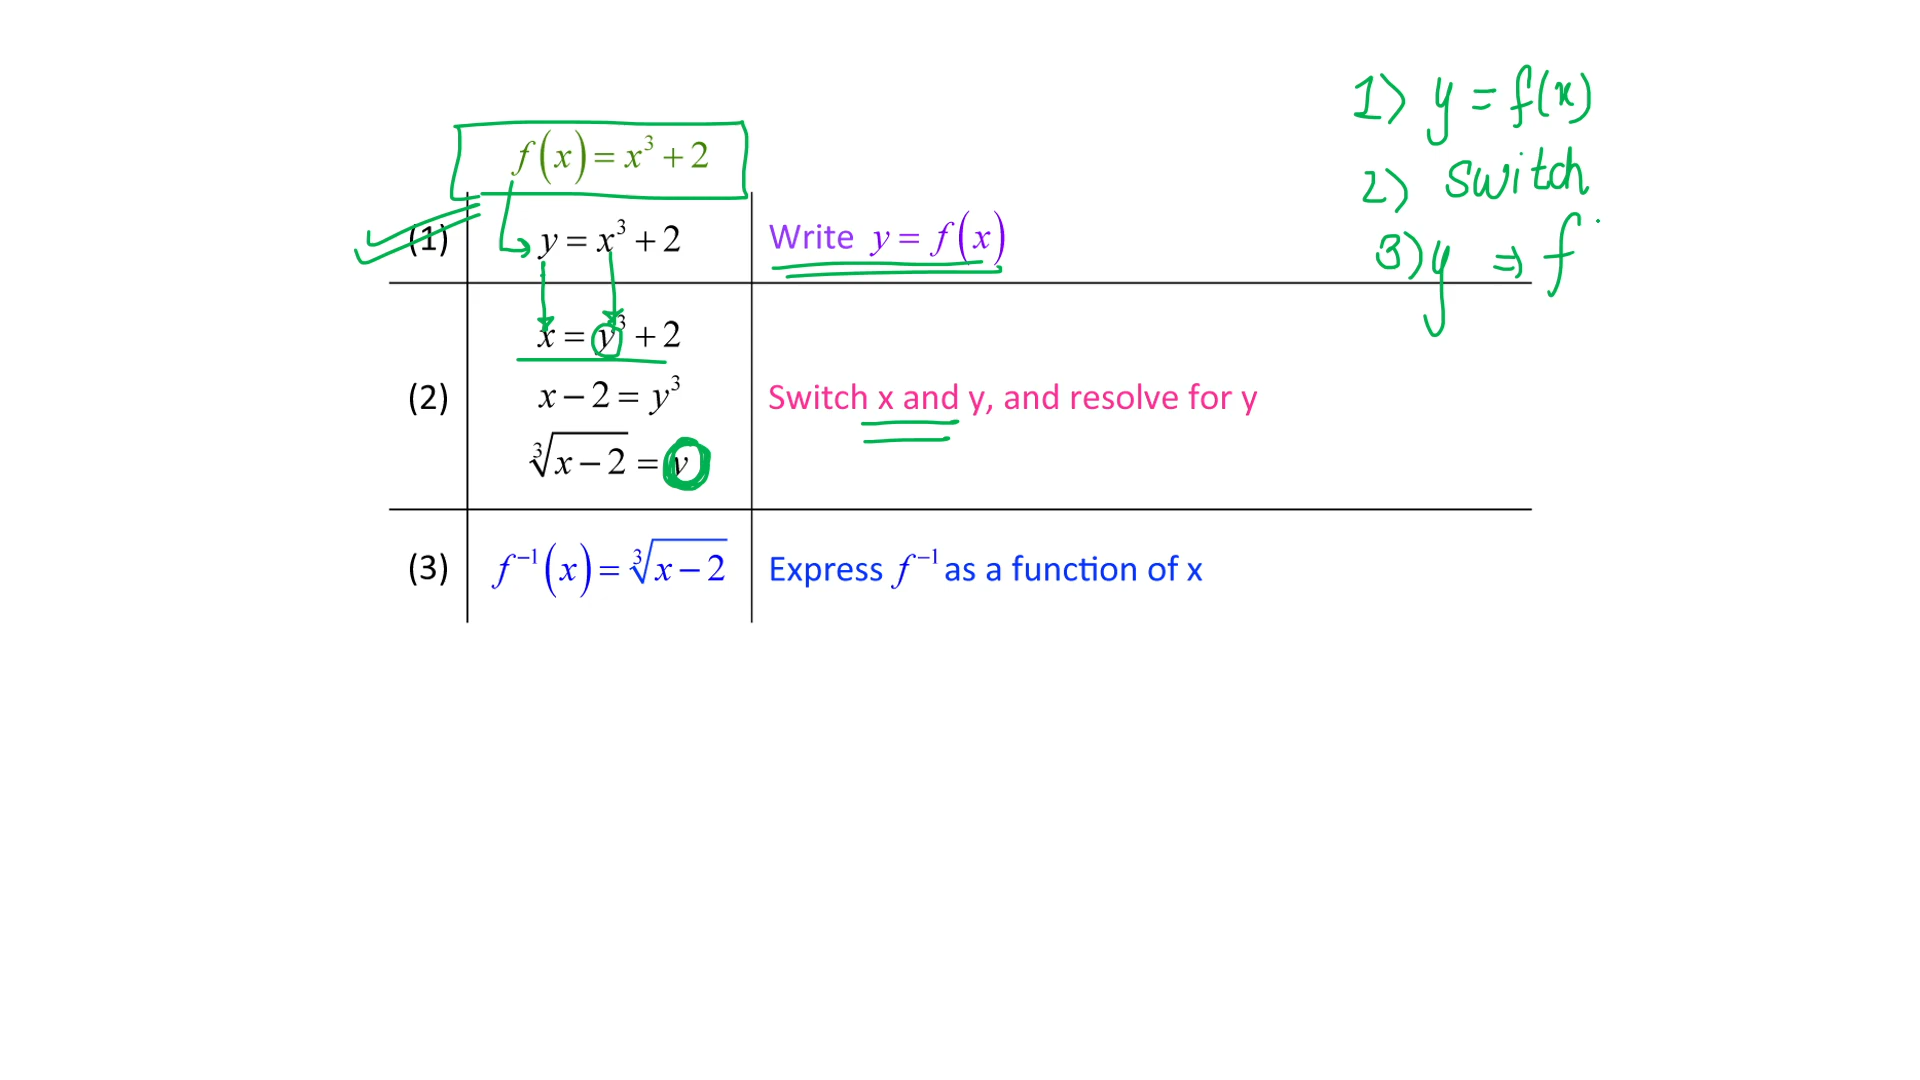 f(x) = x³ + 2
(1) y = x³ + 2 Write y = f(x)
x = y³ + 2
(2) x − 2 = y³ Switch x and y, and resolve for y
∛(x − 2) = y
(3) f⁻¹(x) = ∛(x − 2) Express f⁻¹ as a function of x
1) y = f(x)
2) switch
3) y ⇒ f